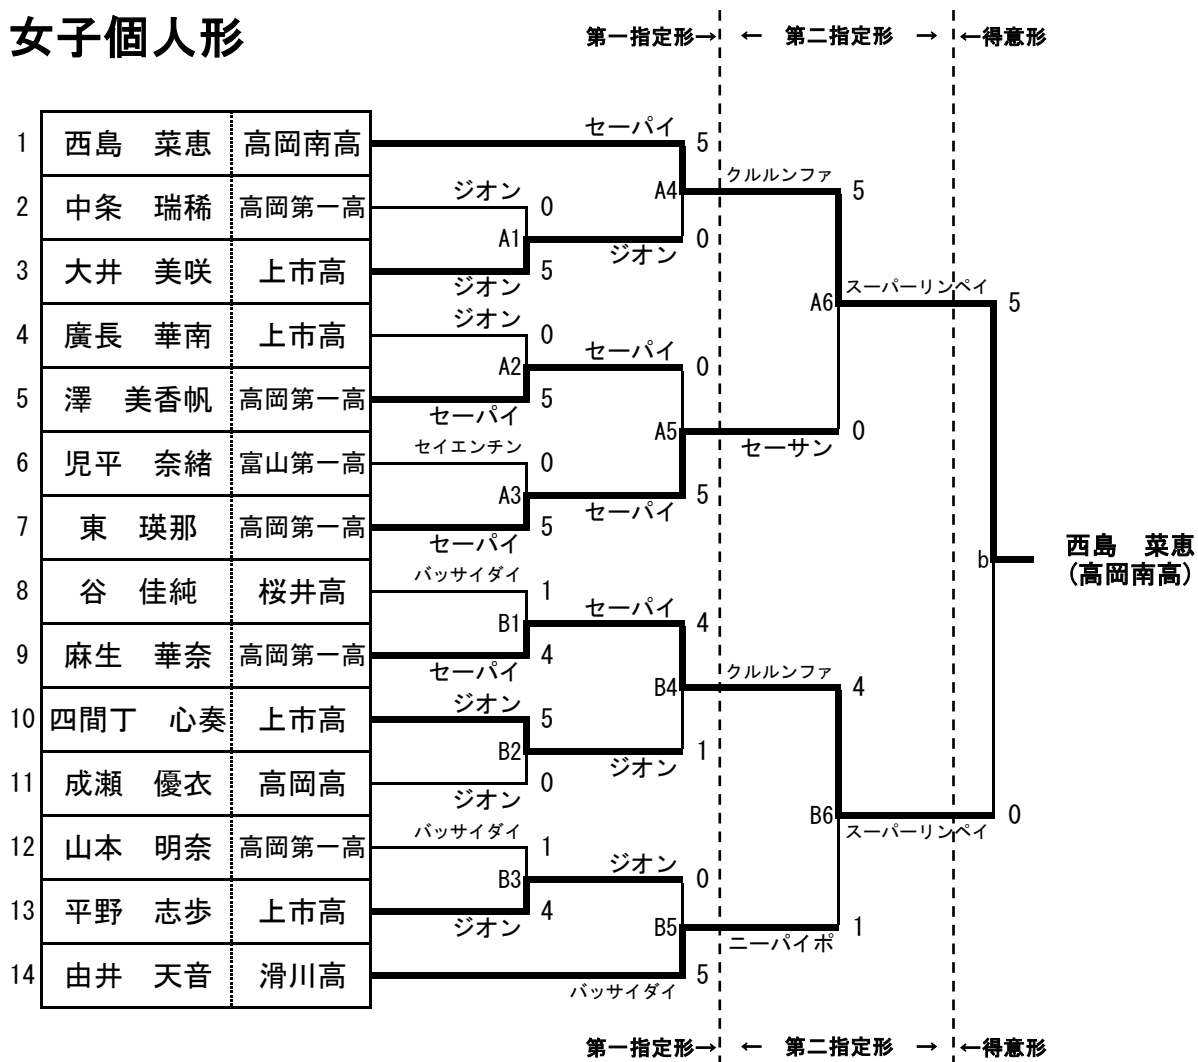 女子個人形
第一指定形→ ← 第二指定形 → ←得意形
1 西島 菜恵 高岡南高
2 中条 瑞稀 高岡第一高
3 大井 美咲 上市高
4 廣長 華南 上市高
5 澤 美香帆 高岡第一高
6 児平 奈緒 富山第一高
7 東 瑛那 高岡第一高
8 谷 佳純 桜井高
9 麻生 華奈 高岡第一高
10 四間丁 心奏 上市高
11 成瀬 優衣 高岡高
12 山本 明奈 高岡第一高
13 平野 志歩 上市高
14 由井 天音 滑川高
ジオン 0
A1
ジオン 5
ジオン 0
A2
セーパイ 5
セイエンチン 0
A3
セーパイ 5
バッサイダイ 1
B1
セーパイ 4
ジオン 5
B2
ジオン 0
バッサイダイ 1
B3
ジオン 4
セーパイ 5
A4
ジオン 0
セーパイ 0
A5
セーパイ 5
セーパイ 4
B4
ジオン 1
ジオン 0
B5
バッサイダイ 5
クルルンファ 5
A6
セーサン 0
クルルンファ 4
B6
ニーパイポ 1
スーパーリンペイ 5
b
スーパーリンペイ 0
西島 菜恵
(高岡南高)
第一指定形→ ← 第二指定形 → ←得意形